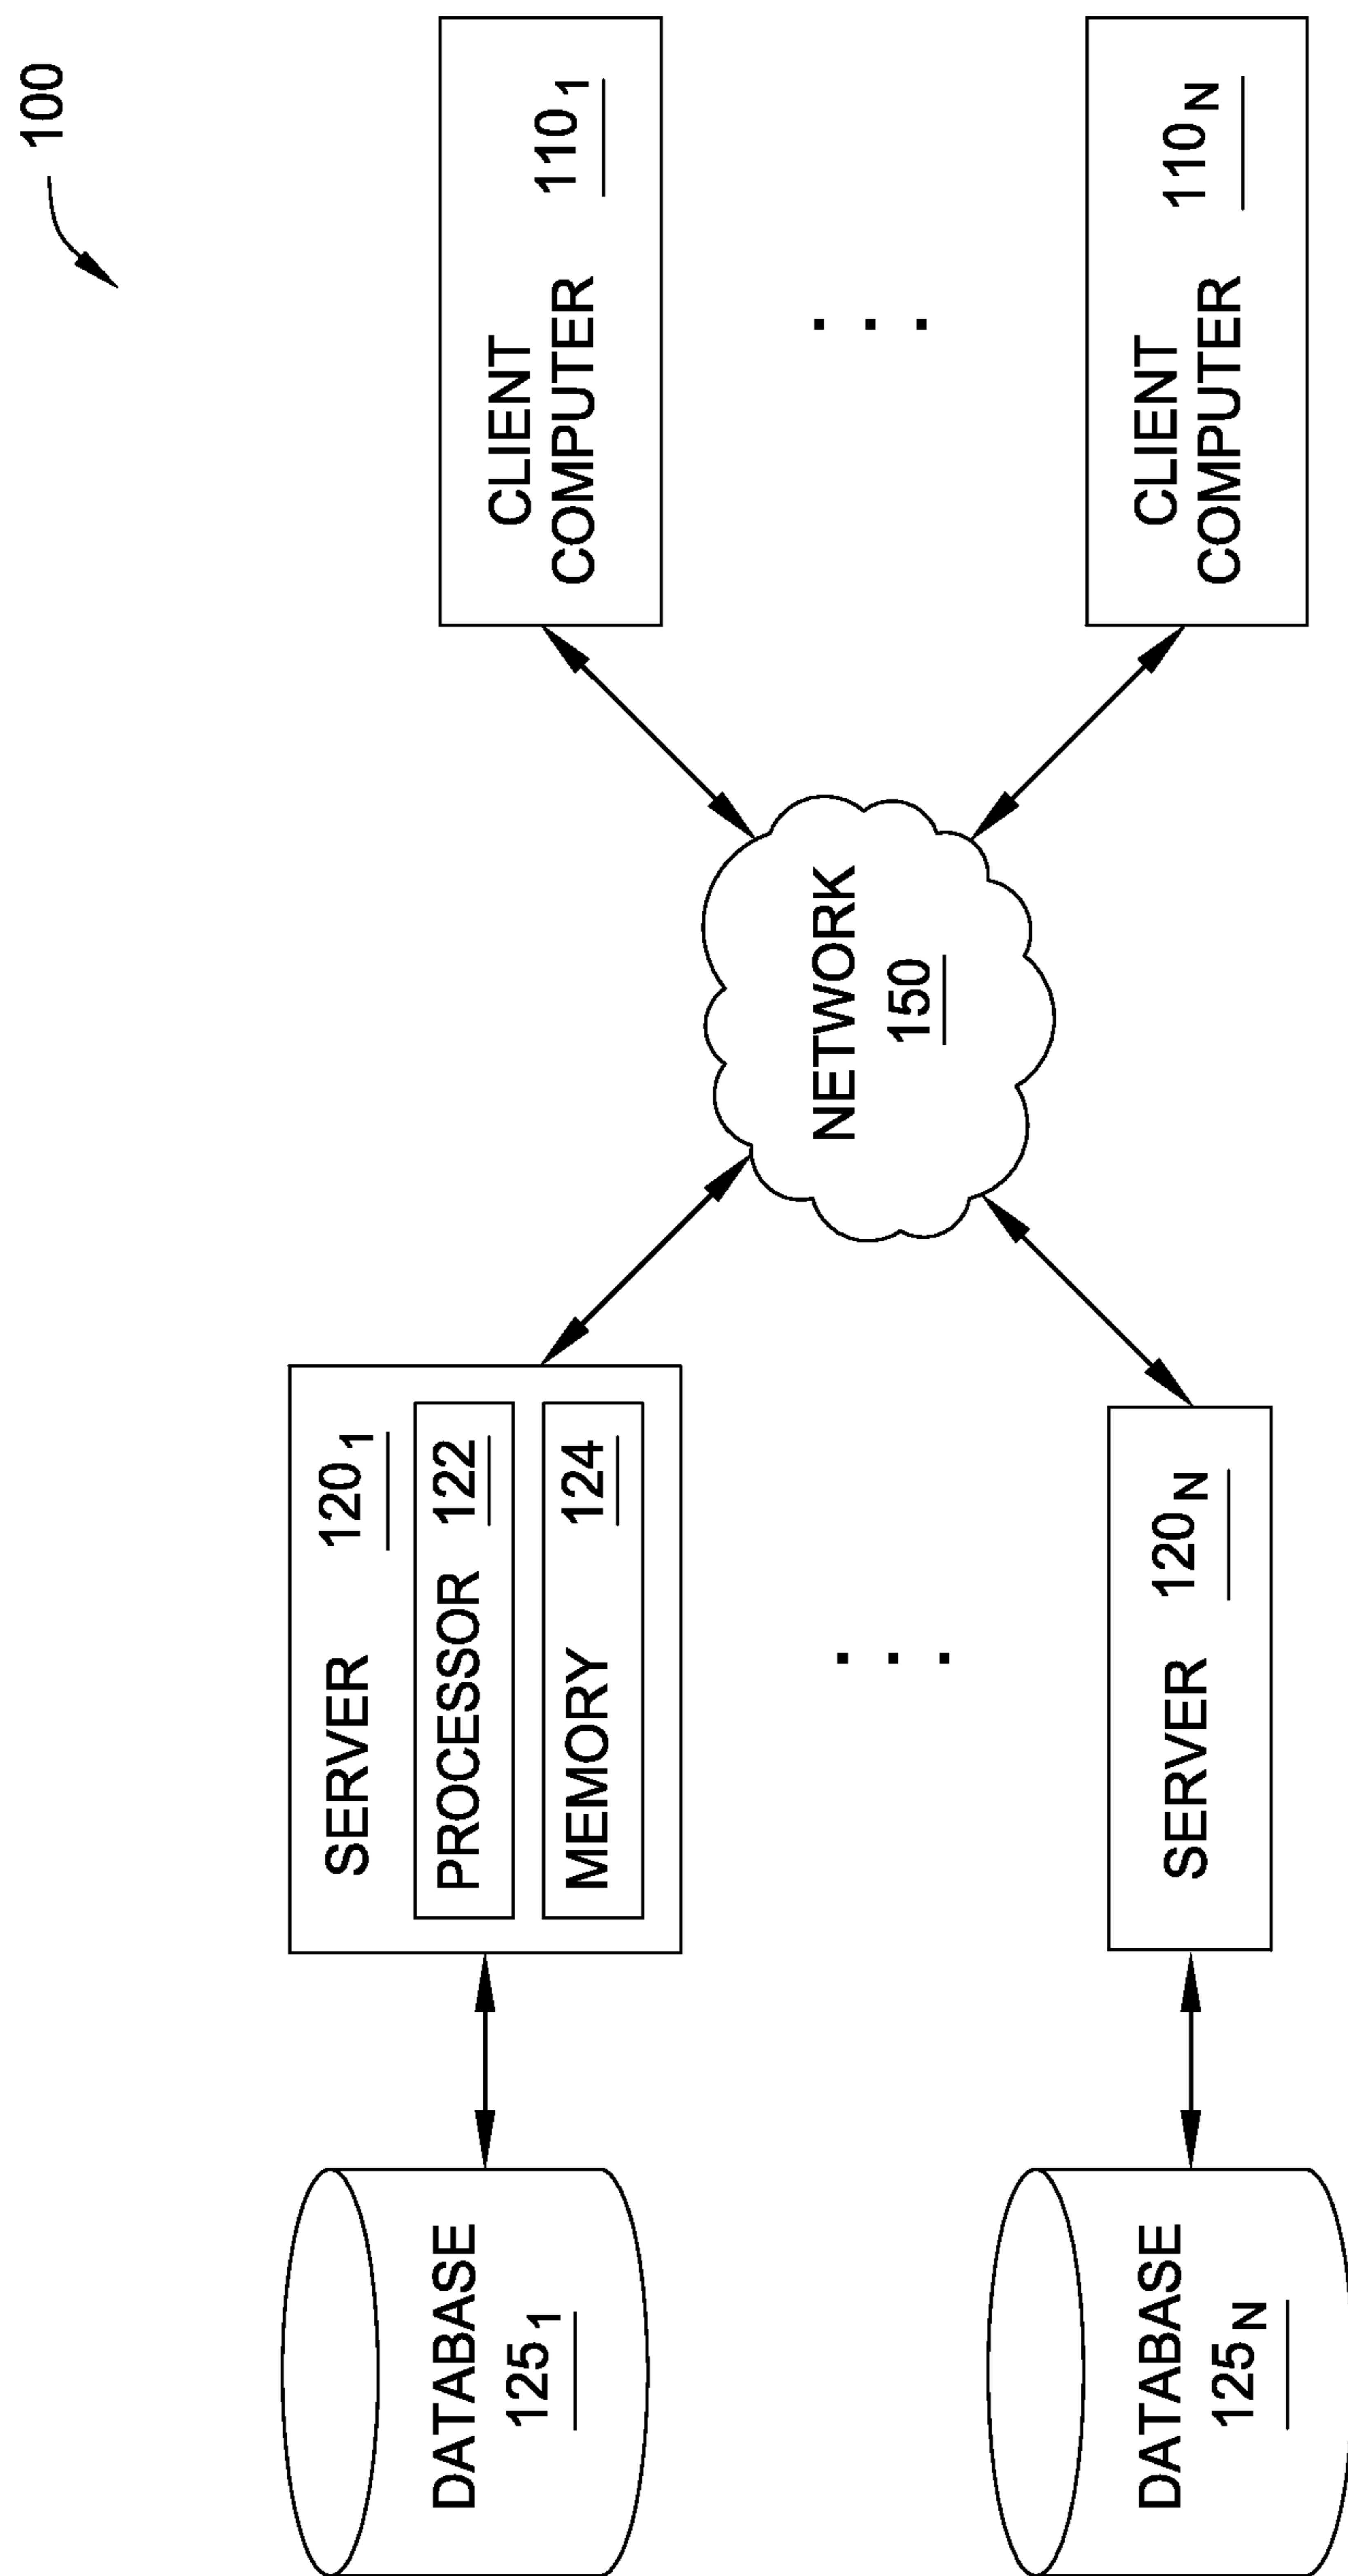 100
DATABASE
125₁
SERVER 120₁
PROCESSOR 122
MEMORY 124
NETWORK
150
CLIENT
COMPUTER 110₁
. . .
. . .
DATABASE
125N
SERVER 120N
CLIENT
COMPUTER 110N